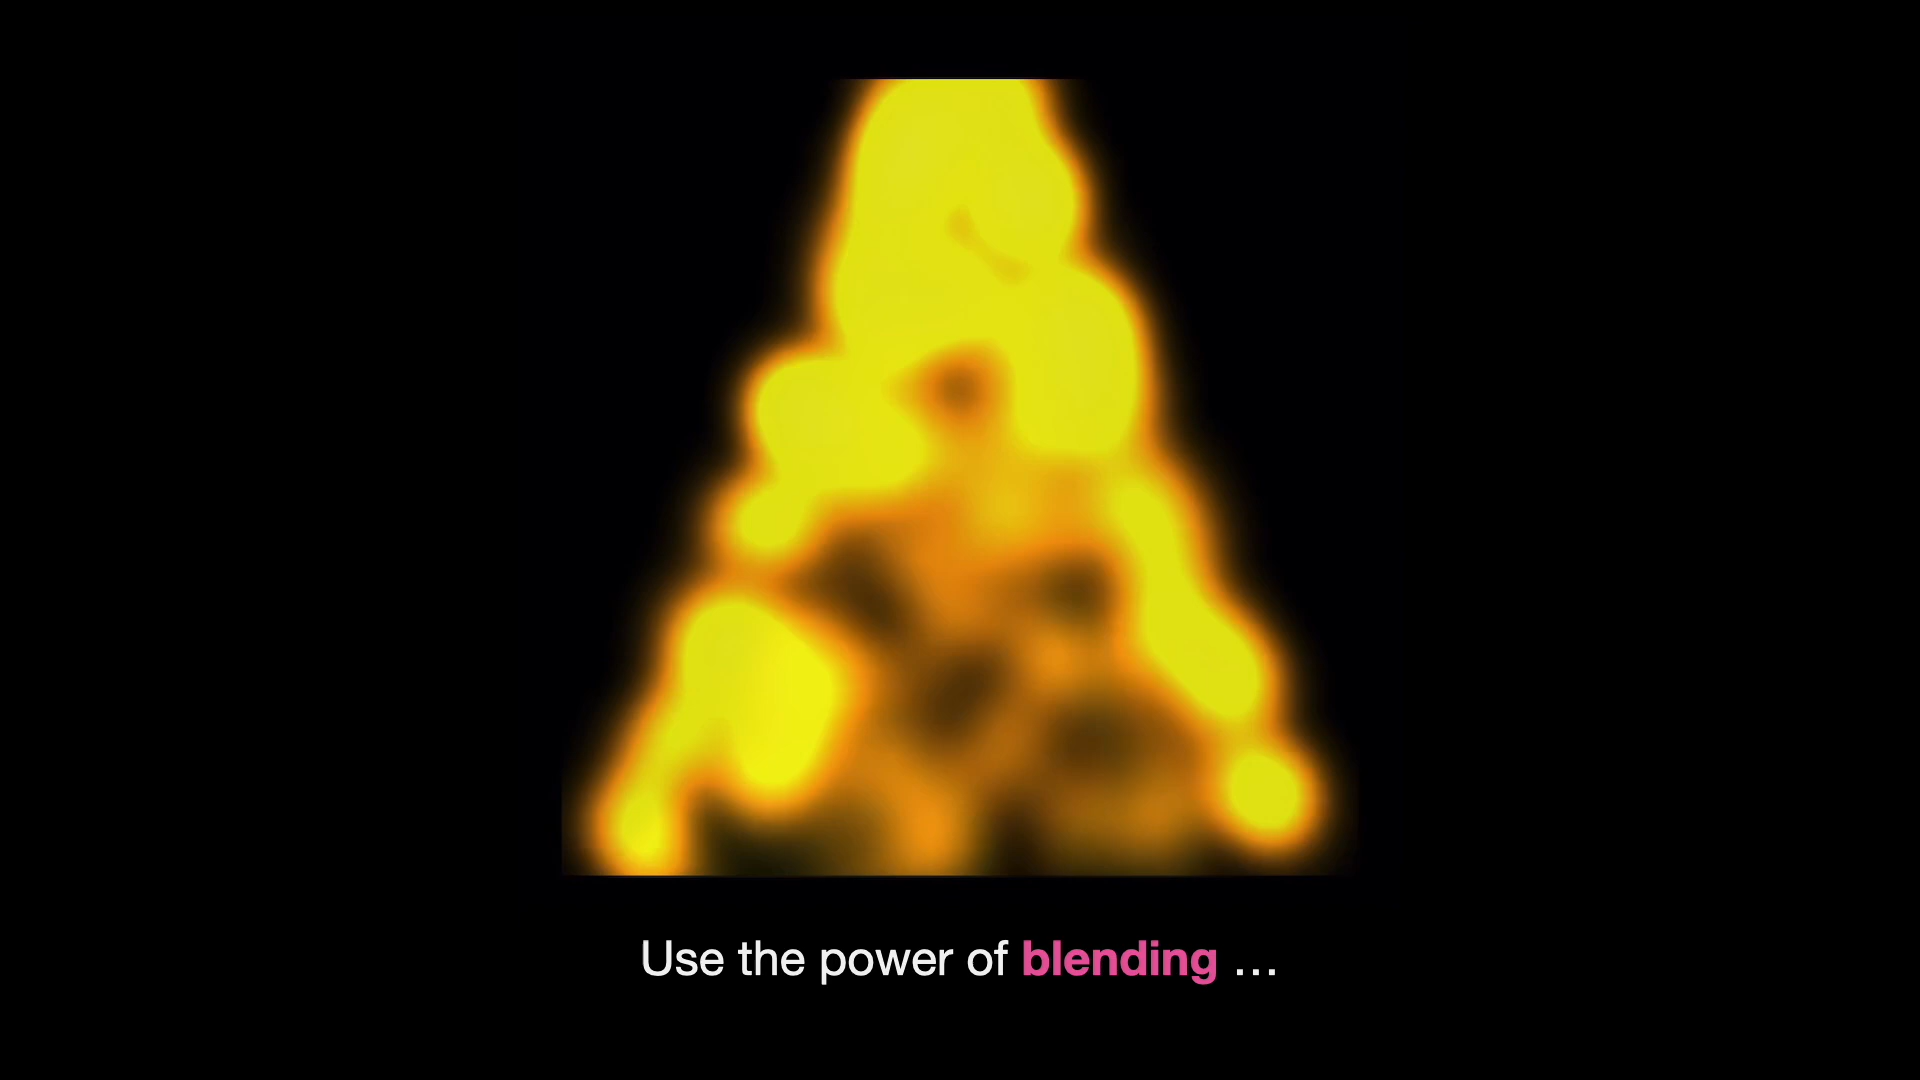 Use the power of blending …